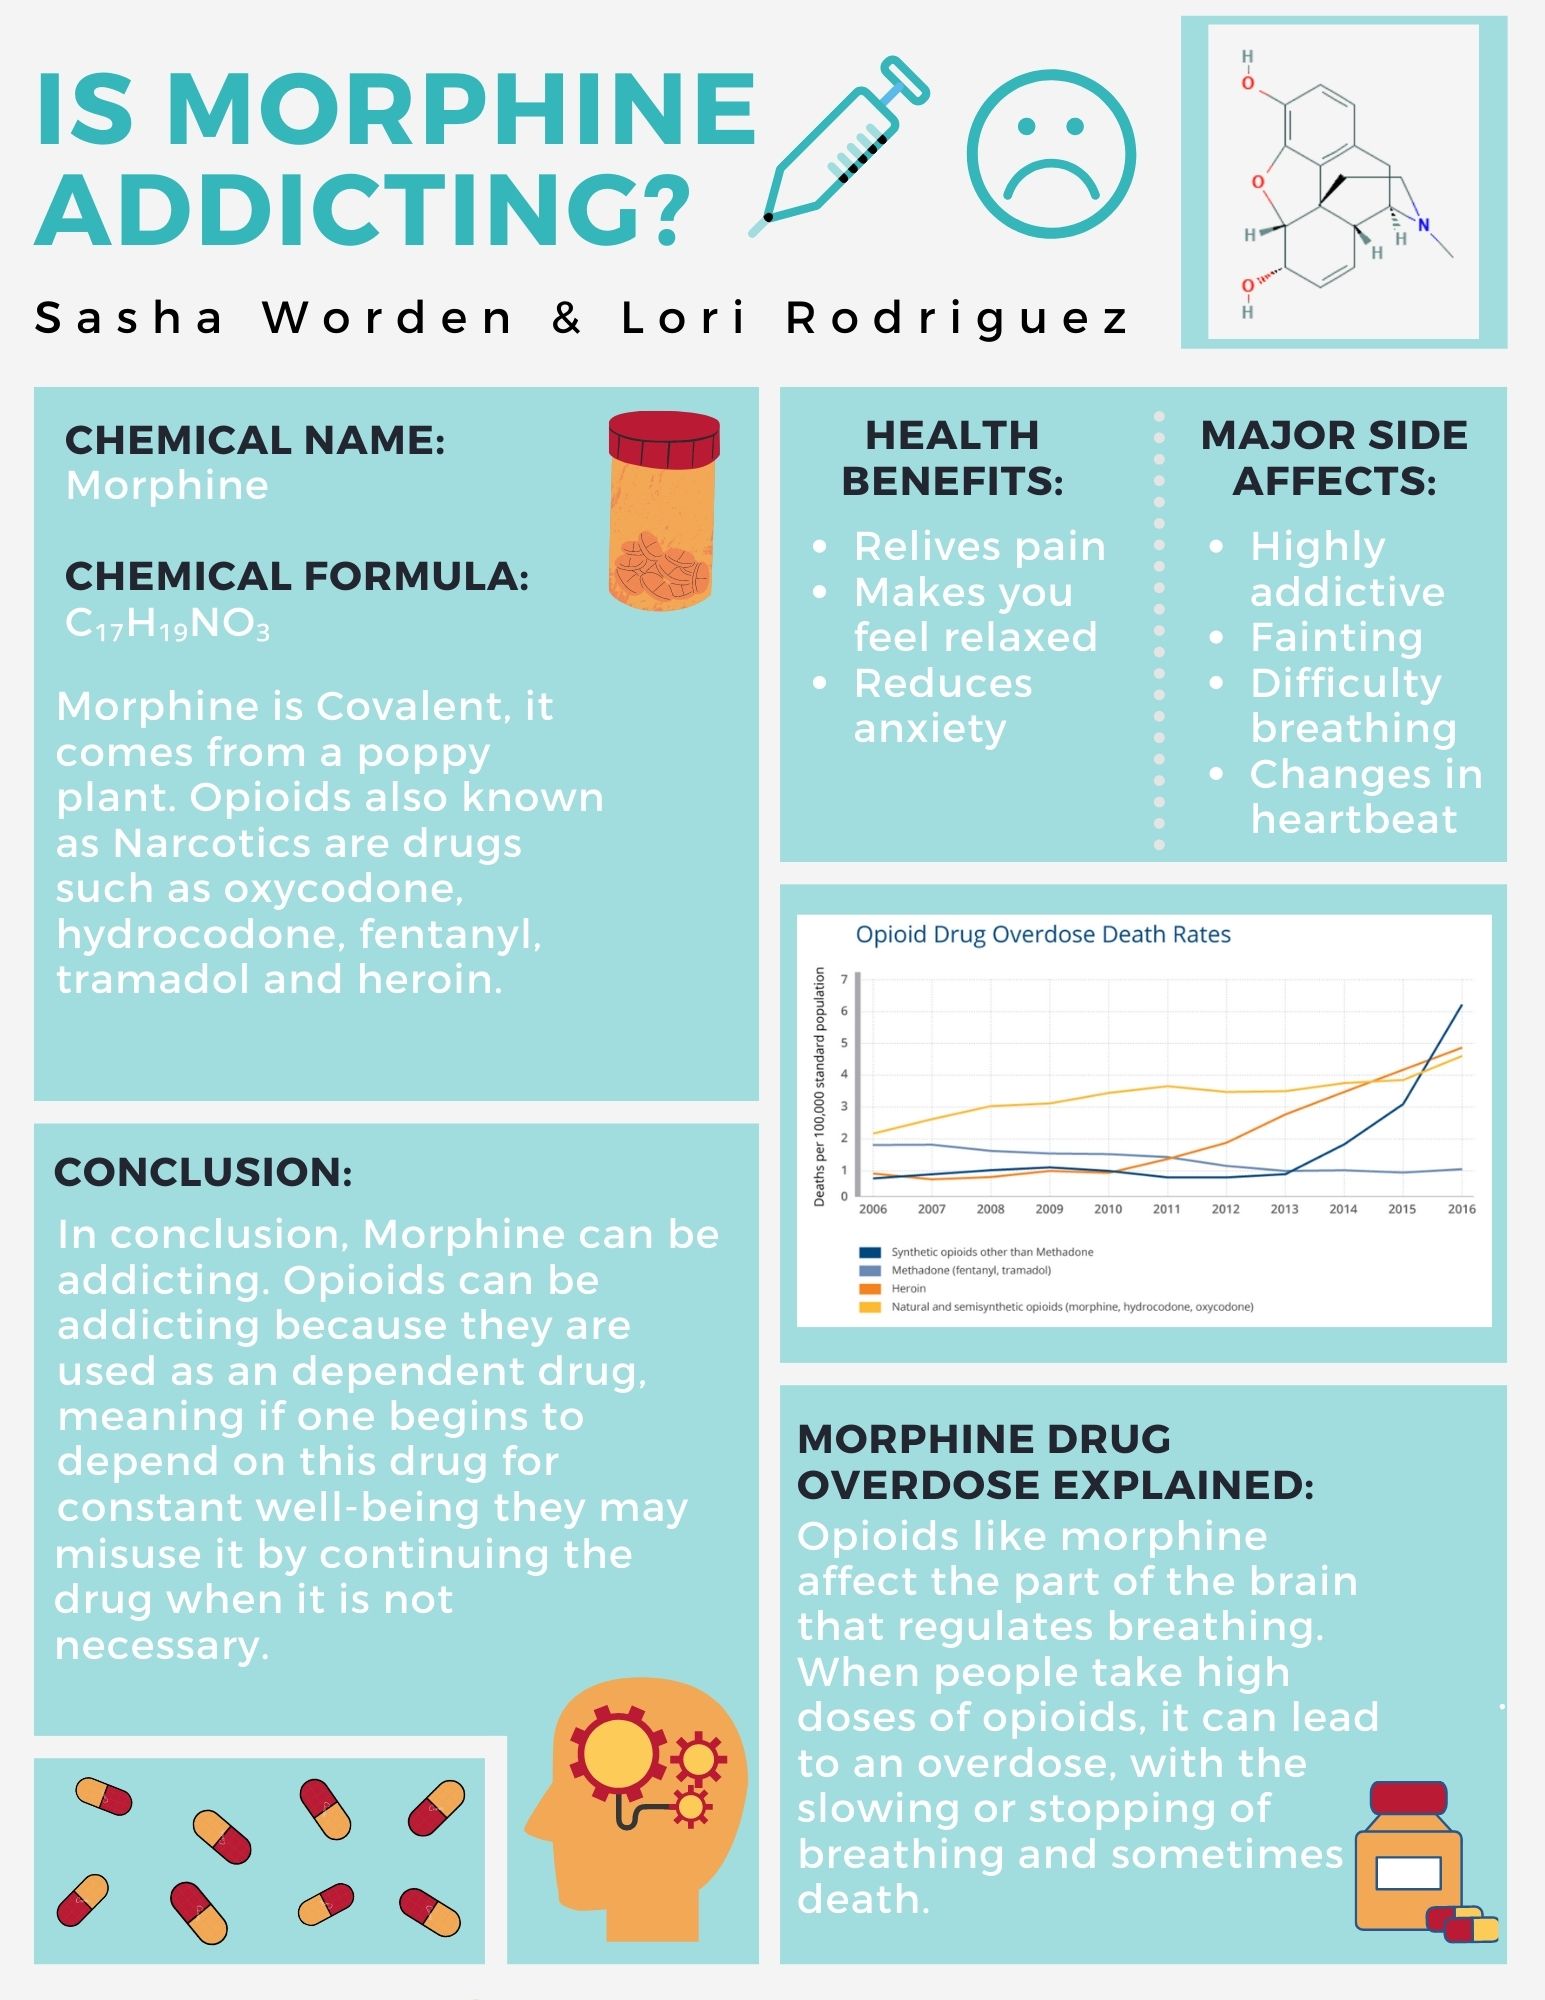 IS MORPHINE
ADDICTING?
Sasha Worden & Lori Rodriguez
H
O
O
H
H
H
N
O
H
CHEMICAL NAME:
Morphine
CHEMICAL FORMULA:
C₁₇H₁₉NO₃
Morphine is Covalent, it
comes from a poppy
plant. Opioids also known
as Narcotics are drugs
such as oxycodone,
hydrocodone, fentanyl,
tramadol and heroin.
HEALTH
BENEFITS:
• Relives pain
• Makes you
feel relaxed
• Reduces
anxiety
MAJOR SIDE
AFFECTS:
• Highly
addictive
• Fainting
• Difficulty
breathing
• Changes in
heartbeat
Opioid Drug Overdose Death Rates
Deaths per 100,000 standard population
7
6
5
4
3
2
1
0
2006 2007 2008 2009 2010 2011 2012 2013 2014 2015 2016
Synthetic opioids other than Methadone
Methadone (fentanyl, tramadol)
Heroin
Natural and semisynthetic opioids (morphine, hydrocodone, oxycodone)
CONCLUSION:
In conclusion, Morphine can be
addicting. Opioids can be
addicting because they are
used as an dependent drug,
meaning if one begins to
depend on this drug for
constant well-being they may
misuse it by continuing the
drug when it is not
necessary.
MORPHINE DRUG
OVERDOSE EXPLAINED:
Opioids like morphine
affect the part of the brain
that regulates breathing.
When people take high
doses of opioids, it can lead
to an overdose, with the
slowing or stopping of
breathing and sometimes
death.